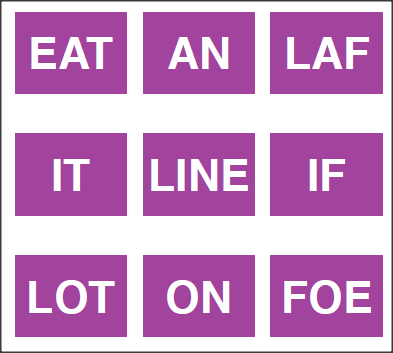 EAT AN LAF
IT LINE IF
LOT ON FOE